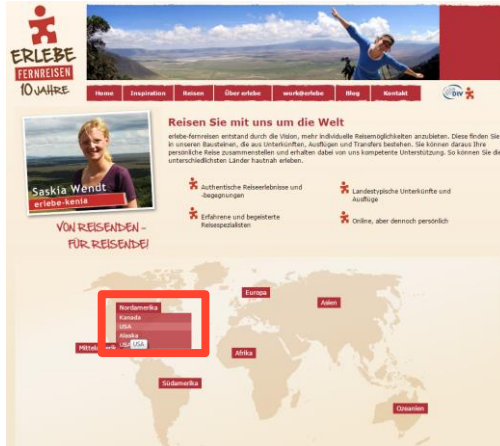 ERLEBE
FERNREISEN
10 JAHRE
Home Inspiration Reisen Über erlebe work@erlebe Blog Kontakt
DIV
Reisen Sie mit uns um die Welt
erlebe-fernreisen entstand durch die Vision, mehr individuelle Reisemöglichkeiten anzubieten. Diese finden Sie
in unseren Bausteinen, die aus Unterkünften, Ausflügen und Transfers bestehen. Sie können daraus Ihre
persönliche Reise zusammenstellen und erhalten dabei von uns kompetente Unterstützung. So können Sie die
unterschiedlichsten Länder hautnah erleben.
Saskia Wendt
erlebe-kenia
VON REISENDEN -
FÜR REISENDE!
Authentische Reiseerlebnisse und
-begegnungen
Landestypische Unterkünfte und
Ausflüge
Erfahrene und begeisterte
Reisespezialisten
Online, aber dennoch persönlich
Europa
Asien
Nordamerika
Kanada
USA
Alaska
USA USA
Afrika
Südamerika
Ozeanien